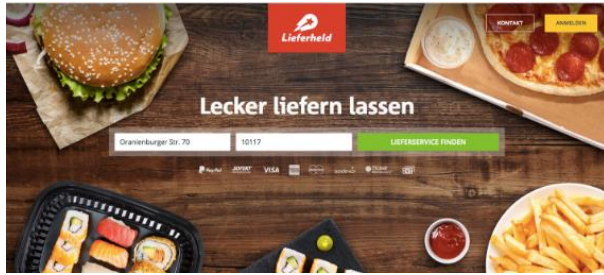 Lieferheld
KONTAKT
ANMELDEN
Lecker liefern lassen
Oranienburger Str. 70
10117
LIEFERSERVICE FINDEN
PayPal
SOFORT
VISA